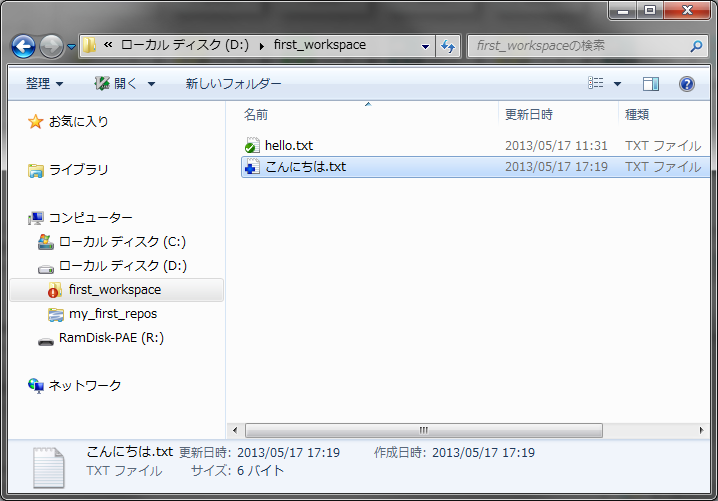 « ローカル ディスク (D:) ▸ first_workspace
first_workspaceの検索
整理 開く 新しいフォルダー
お気に入り
ライブラリ
コンピューター
ローカル ディスク (C:)
ローカル ディスク (D:)
first_workspace
my_first_repos
RamDisk-PAE (R:)
ネットワーク
名前 更新日時 種類
hello.txt 2013/05/17 11:31 TXT ファイル
こんにちは.txt 2013/05/17 17:19 TXT ファイル
こんにちは.txt 更新日時: 2013/05/17 17:19 作成日時: 2013/05/17 17:19
TXT ファイル サイズ: 6 バイト